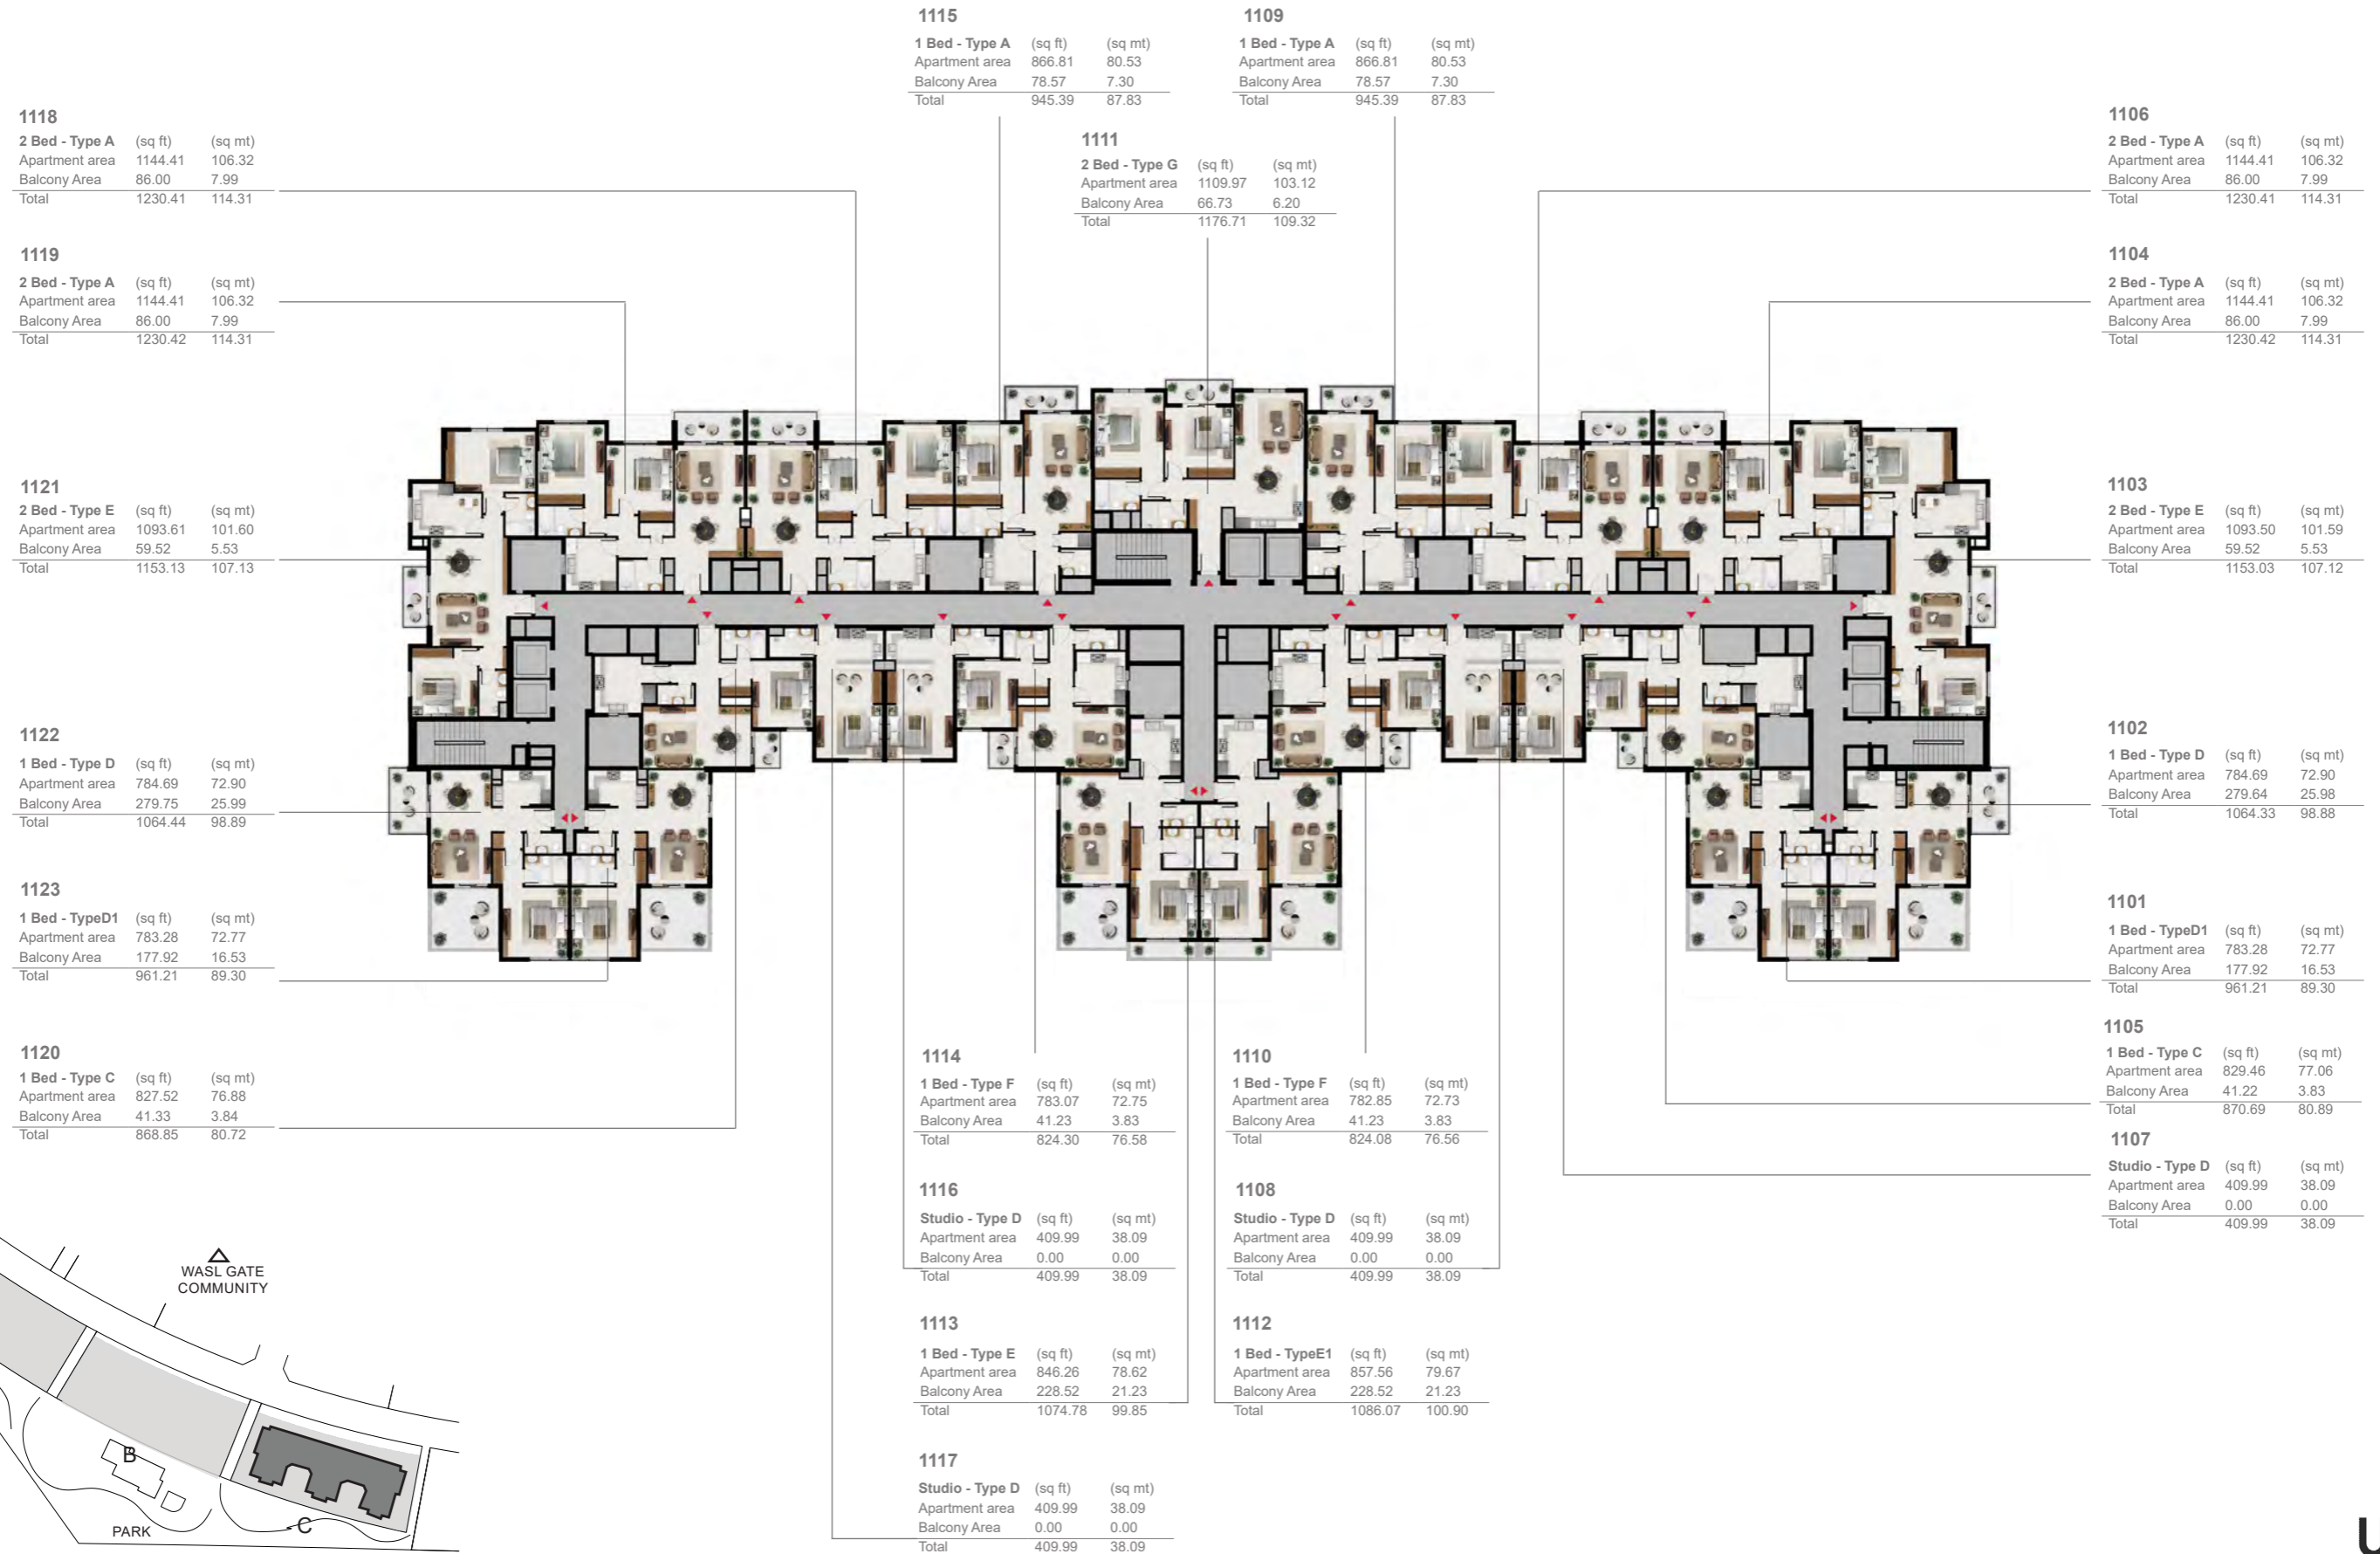 1115
1 Bed - Type A (sq ft) (sq mt)
Apartment area 866.81 80.53
Balcony Area 78.57 7.30
Total 945.39 87.83
1109
1 Bed - Type A (sq ft) (sq mt)
Apartment area 866.81 80.53
Balcony Area 78.57 7.30
Total 945.39 87.83
1111
2 Bed - Type G (sq ft) (sq mt)
Apartment area 1109.97 103.12
Balcony Area 66.73 6.20
Total 1176.71 109.32
1118
2 Bed - Type A (sq ft) (sq mt)
Apartment area 1144.41 106.32
Balcony Area 86.00 7.99
Total 1230.41 114.31
1119
2 Bed - Type A (sq ft) (sq mt)
Apartment area 1144.41 106.32
Balcony Area 86.00 7.99
Total 1230.42 114.31
1121
2 Bed - Type E (sq ft) (sq mt)
Apartment area 1093.61 101.60
Balcony Area 59.52 5.53
Total 1153.13 107.13
1122
1 Bed - Type D (sq ft) (sq mt)
Apartment area 784.69 72.90
Balcony Area 279.75 25.99
Total 1064.44 98.89
1123
1 Bed - TypeD1 (sq ft) (sq mt)
Apartment area 783.28 72.77
Balcony Area 177.92 16.53
Total 961.21 89.30
1120
1 Bed - Type C (sq ft) (sq mt)
Apartment area 827.52 76.88
Balcony Area 41.33 3.84
Total 868.85 80.72
1106
2 Bed - Type A (sq ft) (sq mt)
Apartment area 1144.41 106.32
Balcony Area 86.00 7.99
Total 1230.41 114.31
1104
2 Bed - Type A (sq ft) (sq mt)
Apartment area 1144.41 106.32
Balcony Area 86.00 7.99
Total 1230.42 114.31
1103
2 Bed - Type E (sq ft) (sq mt)
Apartment area 1093.50 101.59
Balcony Area 59.52 5.53
Total 1153.03 107.12
1102
1 Bed - Type D (sq ft) (sq mt)
Apartment area 784.69 72.90
Balcony Area 279.64 25.98
Total 1064.33 98.88
1101
1 Bed - TypeD1 (sq ft) (sq mt)
Apartment area 783.28 72.77
Balcony Area 177.92 16.53
Total 961.21 89.30
1105
1 Bed - Type C (sq ft) (sq mt)
Apartment area 829.46 77.06
Balcony Area 41.22 3.83
Total 870.69 80.89
1107
Studio - Type D (sq ft) (sq mt)
Apartment area 409.99 38.09
Balcony Area 0.00 0.00
Total 409.99 38.09
1114
1 Bed - Type F (sq ft) (sq mt)
Apartment area 783.07 72.75
Balcony Area 41.23 3.83
Total 824.30 76.58
1110
1 Bed - Type F (sq ft) (sq mt)
Apartment area 782.85 72.73
Balcony Area 41.23 3.83
Total 824.08 76.56
1116
Studio - Type D (sq ft) (sq mt)
Apartment area 409.99 38.09
Balcony Area 0.00 0.00
Total 409.99 38.09
1108
Studio - Type D (sq ft) (sq mt)
Apartment area 409.99 38.09
Balcony Area 0.00 0.00
Total 409.99 38.09
1113
1 Bed - Type E (sq ft) (sq mt)
Apartment area 846.26 78.62
Balcony Area 228.52 21.23
Total 1074.78 99.85
1112
1 Bed - TypeE1 (sq ft) (sq mt)
Apartment area 857.56 79.67
Balcony Area 228.52 21.23
Total 1086.07 100.90
1117
Studio - Type D (sq ft) (sq mt)
Apartment area 409.99 38.09
Balcony Area 0.00 0.00
Total 409.99 38.09
WASL GATE
COMMUNITY
B
C
PARK